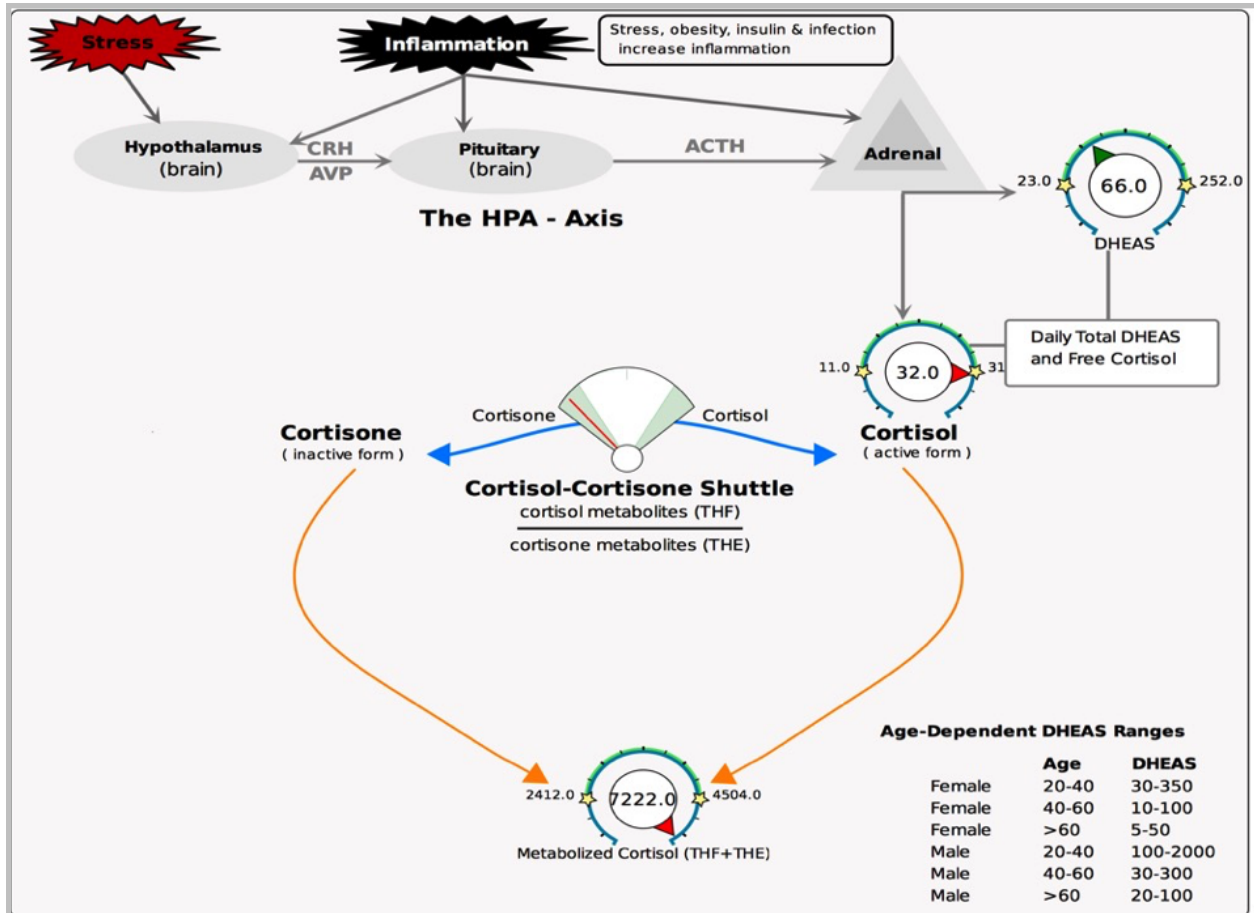 Stress
Inflammation
Stress, obesity, insulin & infection
increase inflammation
Hypothalamus
(brain)
CRH
AVP
Pituitary
(brain)
ACTH
Adrenal
The HPA - Axis
23.0
66.0
252.0
DHEAS
Daily Total DHEAS
and Free Cortisol
11.0
32.0
31
Cortisone
Cortisol
Cortisone
( inactive form )
Cortisol
( active form )
Cortisol-Cortisone Shuttle
cortisol metabolites (THF)
cortisone metabolites (THE)
2412.0
7222.0
4504.0
Metabolized Cortisol (THF+THE)
Age-Dependent DHEAS Ranges
Age DHEAS
Female 20-40 30-350
Female 40-60 10-100
Female >60 5-50
Male 20-40 100-2000
Male 40-60 30-300
Male >60 20-100